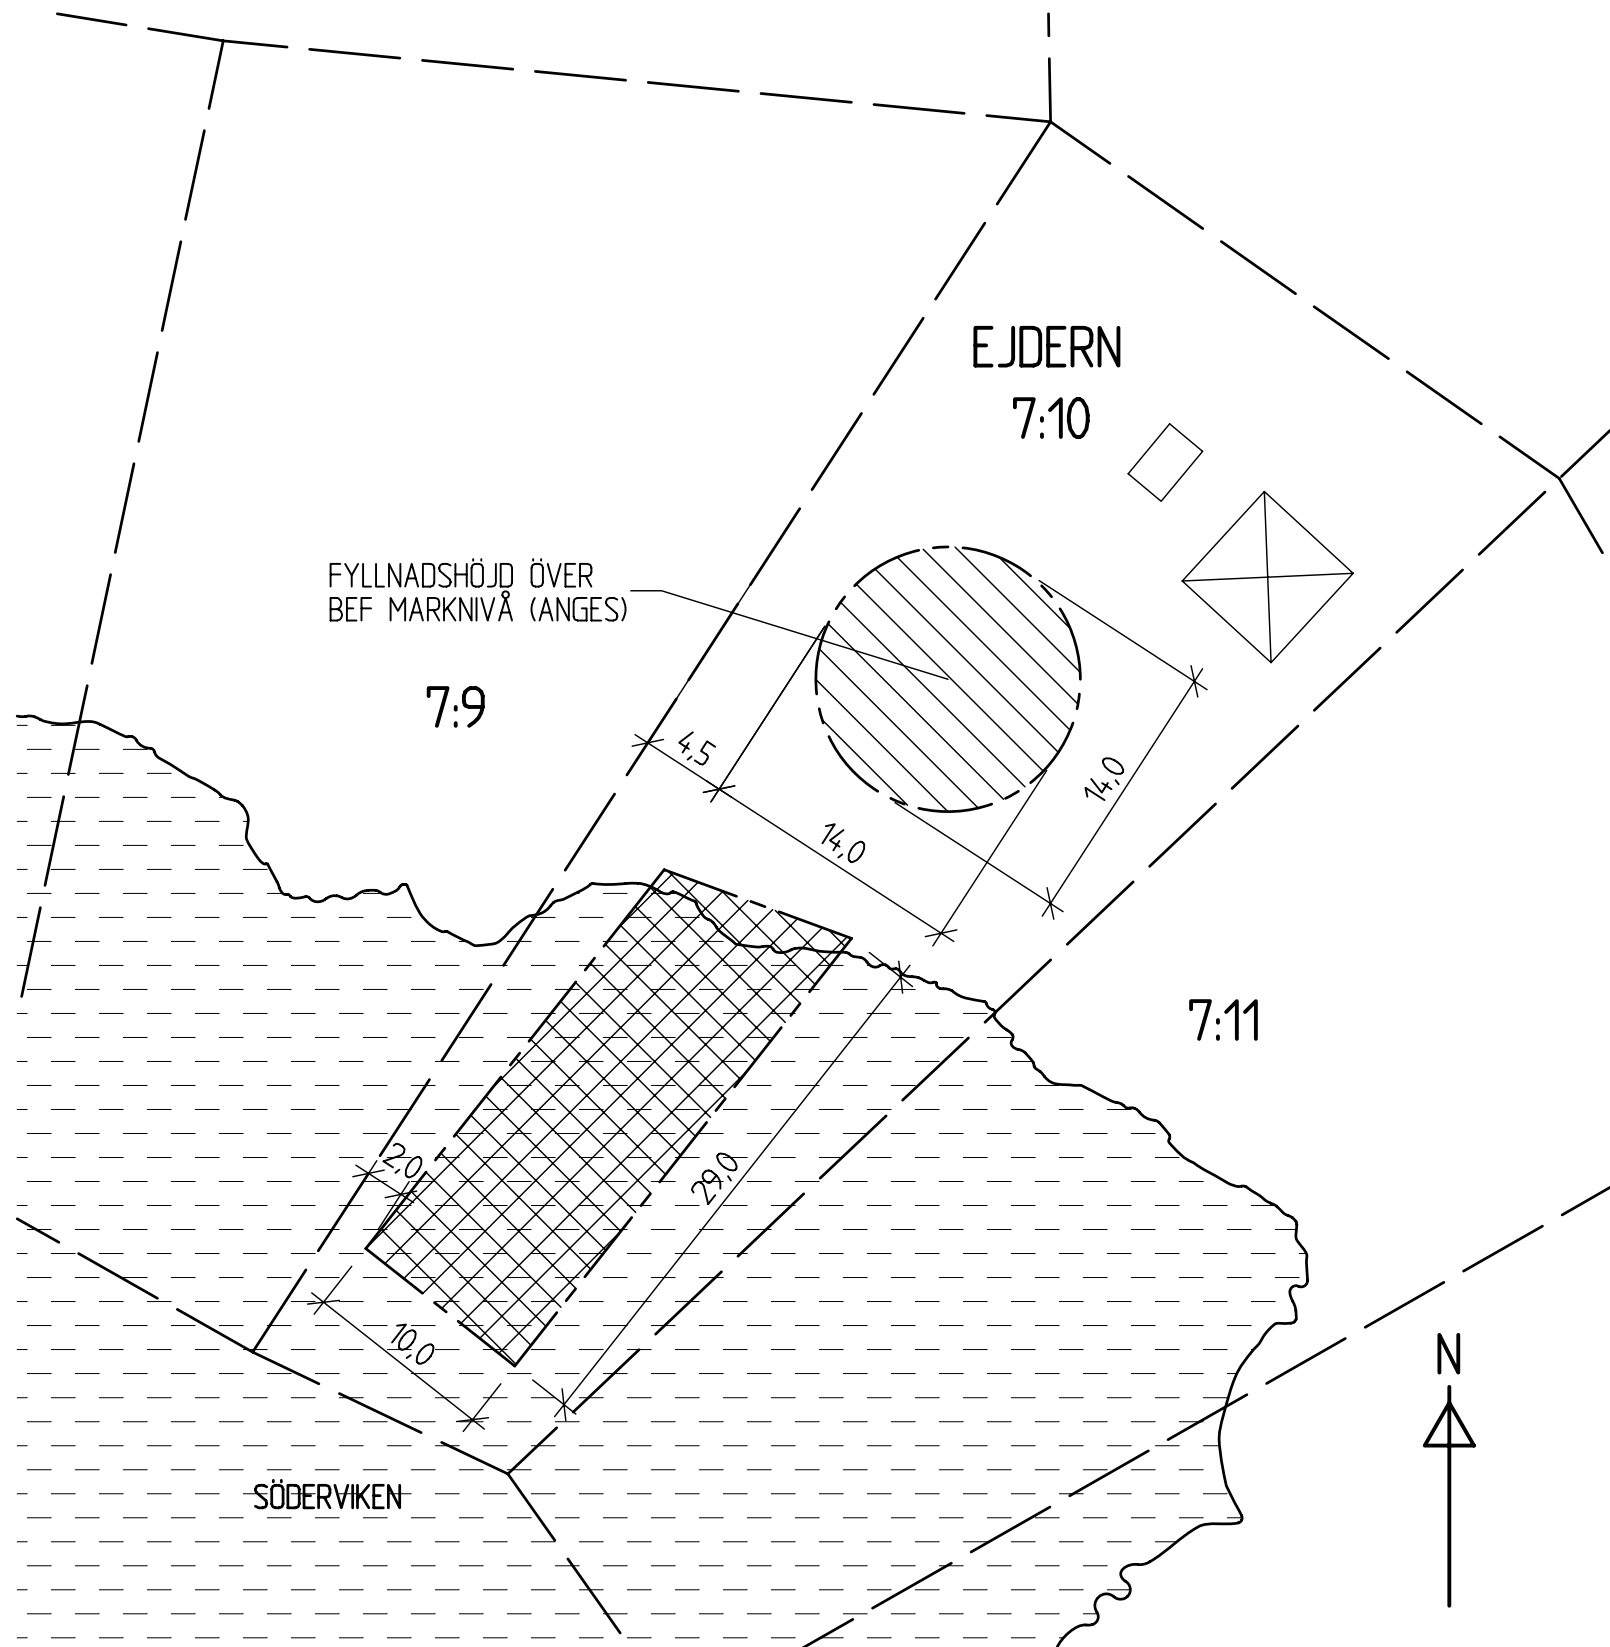 EJDERN
7:10
FYLLNADSHÖJD ÖVER
BEF MARKNIVÅ (ANGES)
7:9
4,5
14,0
14,0
7:11
2,0
29,0
10,0
N
SÖDERVIKEN